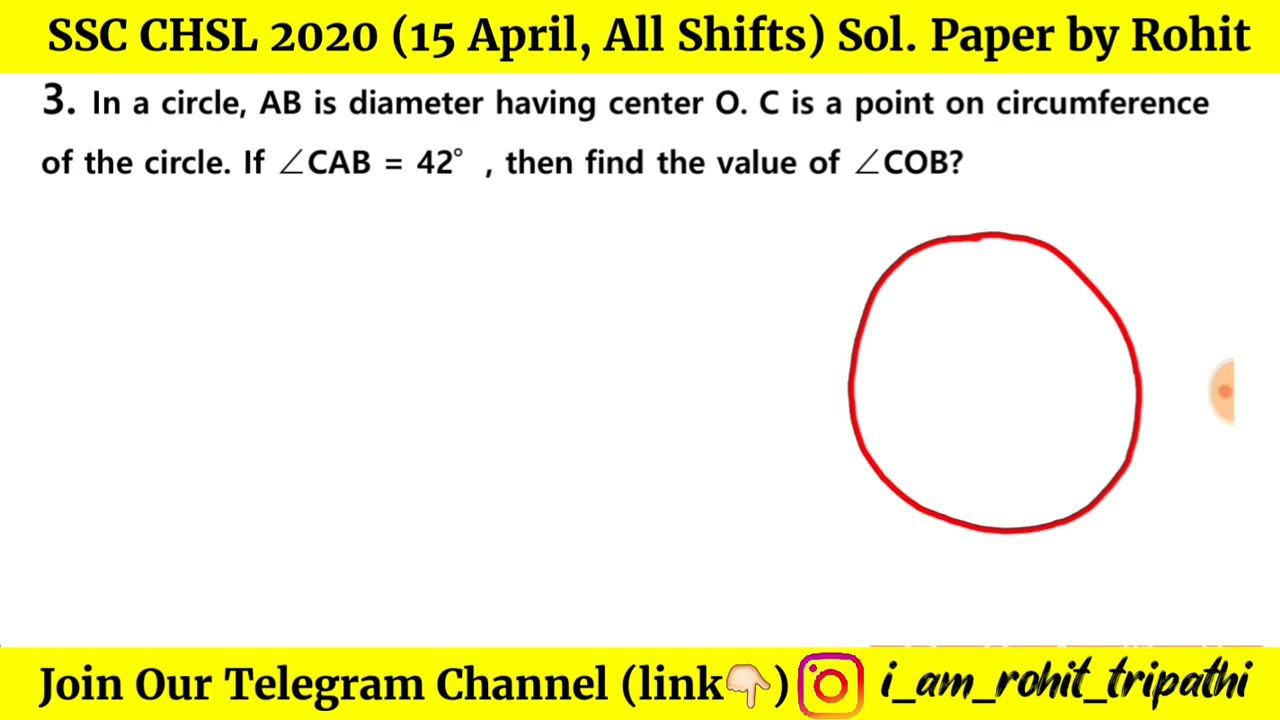 SSC CHSL 2020 (15 April, All Shifts) Sol. Paper by Rohit
3. In a circle, AB is diameter having center O. C is a point on circumference
of the circle. If ∠CAB = 42° , then find the value of ∠COB?
Join Our Telegram Channel (link👇) i_am_rohit_tripathi